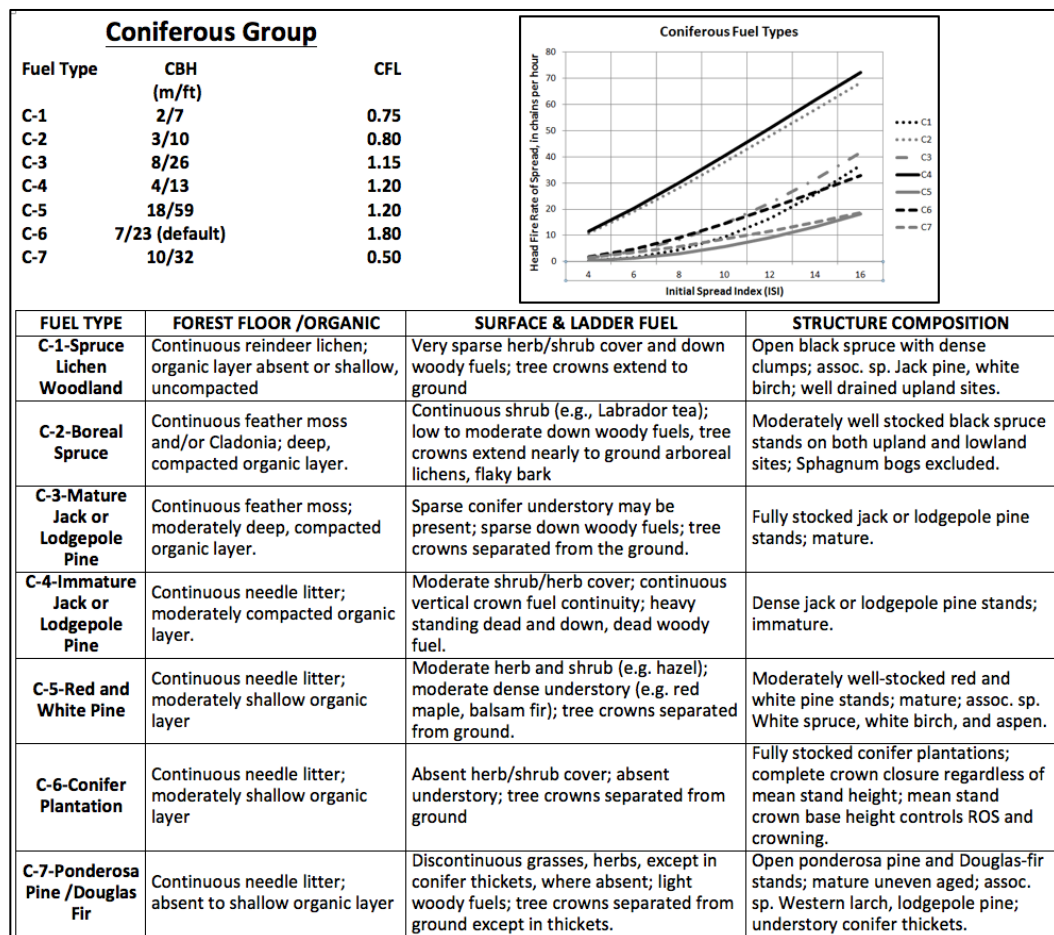 Coniferous Group
Fuel Type CBH CFL
(m/ft)
C-1 2/7 0.75
C-2 3/10 0.80
C-3 8/26 1.15
C-4 4/13 1.20
C-5 18/59 1.20
C-6 7/23 (default) 1.80
C-7 10/32 0.50
Coniferous Fuel Types
Head Fire Rate of Spread, in chains per hour
80
70
60
50
40
30
20
10
0
4 6 8 10 12 14 16
Initial Spread Index (ISI)
C1
C2
C3
C4
C5
C6
C7
FUEL TYPE FOREST FLOOR /ORGANIC SURFACE & LADDER FUEL STRUCTURE COMPOSITION
C-1-Spruce
Lichen
Woodland
Continuous reindeer lichen;
organic layer absent or shallow,
uncompacted
Very sparse herb/shrub cover and down
woody fuels; tree crowns extend to
ground
Open black spruce with dense
clumps; assoc. sp. Jack pine, white
birch; well drained upland sites.
C-2-Boreal
Spruce
Continuous feather moss
and/or Cladonia; deep,
compacted organic layer.
Continuous shrub (e.g., Labrador tea);
low to moderate down woody fuels, tree
crowns extend nearly to ground arboreal
lichens, flaky bark
Moderately well stocked black spruce
stands on both upland and lowland
sites; Sphagnum bogs excluded.
C-3-Mature
Jack or
Lodgepole
Pine
Continuous feather moss;
moderately deep, compacted
organic layer.
Sparse conifer understory may be
present; sparse down woody fuels; tree
crowns separated from the ground.
Fully stocked jack or lodgepole pine
stands; mature.
C-4-Immature
Jack or
Lodgepole
Pine
Continuous needle litter;
moderately compacted organic
layer.
Moderate shrub/herb cover; continuous
vertical crown fuel continuity; heavy
standing dead and down, dead woody
fuel.
Dense jack or lodgepole pine stands;
immature.
C-5-Red and
White Pine
Continuous needle litter;
moderately shallow organic
layer
Moderate herb and shrub (e.g. hazel);
moderate dense understory (e.g. red
maple, balsam fir); tree crowns separated
from ground.
Moderately well-stocked red and
white pine stands; mature; assoc. sp.
White spruce, white birch, and aspen.
C-6-Conifer
Plantation
Continuous needle litter;
moderately shallow organic
layer
Absent herb/shrub cover; absent
understory; tree crowns separated from
ground
Fully stocked conifer plantations;
complete crown closure regardless of
mean stand height; mean stand
crown base height controls ROS and
crowning.
C-7-Ponderosa
Pine /Douglas
Fir
Continuous needle litter;
absent to shallow organic layer
Discontinuous grasses, herbs, except in
conifer thickets, where absent; light
woody fuels; tree crowns separated from
ground except in thickets.
Open ponderosa pine and Douglas-fir
stands; mature uneven aged; assoc.
sp. Western larch, lodgepole pine;
understory conifer thickets.